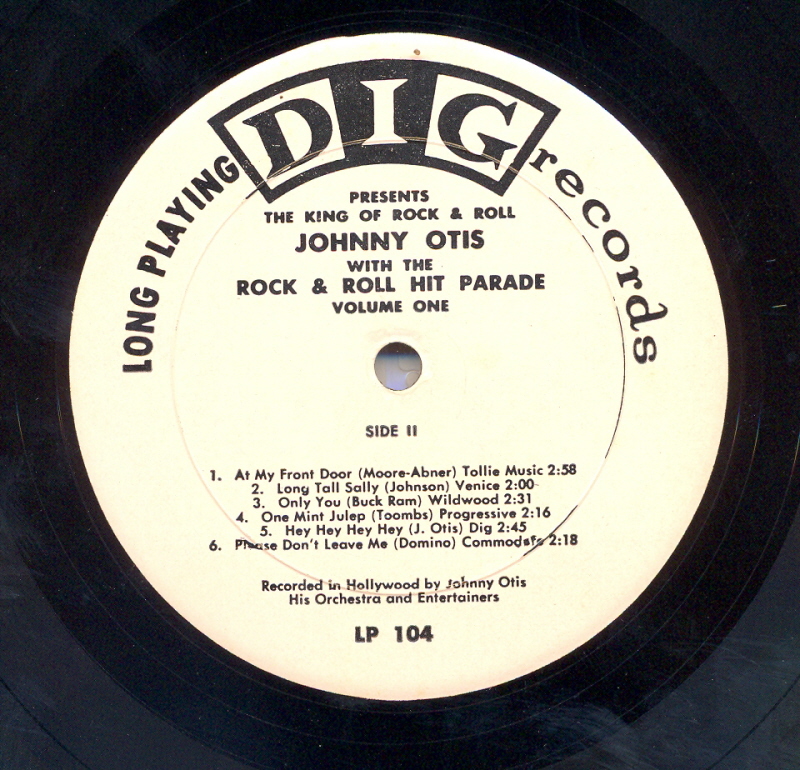 LONG PLAYING DIG records
PRESENTS
THE KING OF ROCK & ROLL
JOHNNY OTIS
WITH THE
ROCK & ROLL HIT PARADE
VOLUME ONE
SIDE II
1. At My Front Door (Moore-Abner) Tollie Music 2:58
2. Long Tall Sally (Johnson) Venice 2:00
3. Only You (Buck Ram) Wildwood 2:31
4. One Mint Julep (Toombs) Progressive 2:16
5. Hey Hey Hey Hey (J. Otis) Dig 2:45
6. Please Don't Leave Me (Domino) Commodore 2:18
Recorded in Hollywood by Johnny Otis
His Orchestra and Entertainers
LP 104